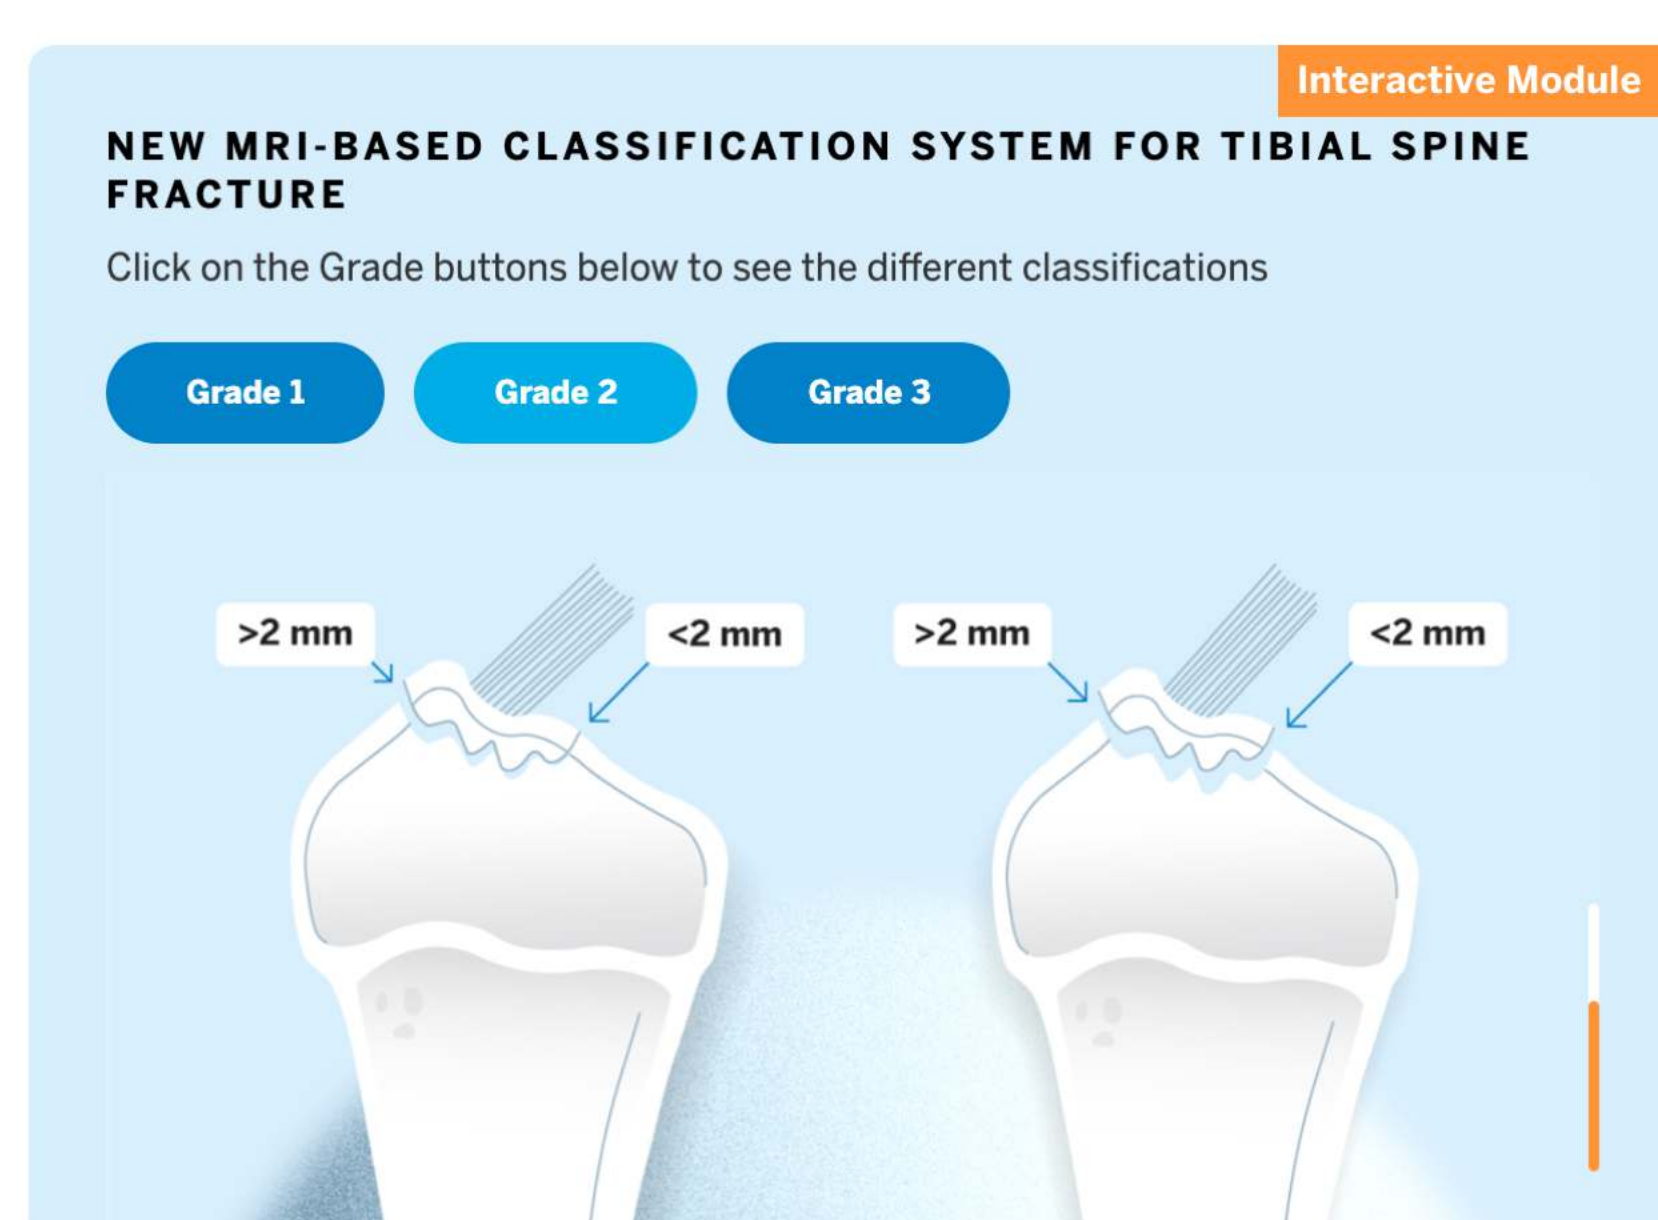 Interactive Module
NEW MRI-BASED CLASSIFICATION SYSTEM FOR TIBIAL SPINE
FRACTURE
Click on the Grade buttons below to see the different classifications
Grade 1
Grade 2
Grade 3
>2 mm
<2 mm
>2 mm
<2 mm